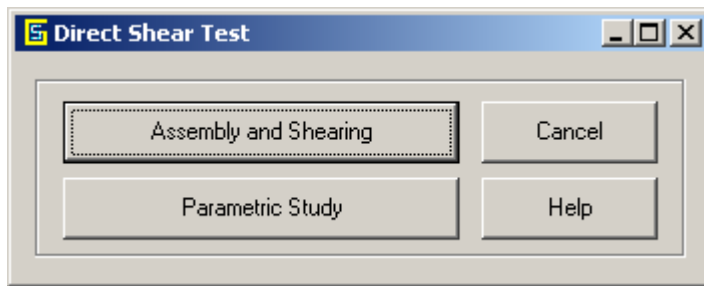 Direct Shear Test
Assembly and Shearing
Cancel
Parametric Study
Help